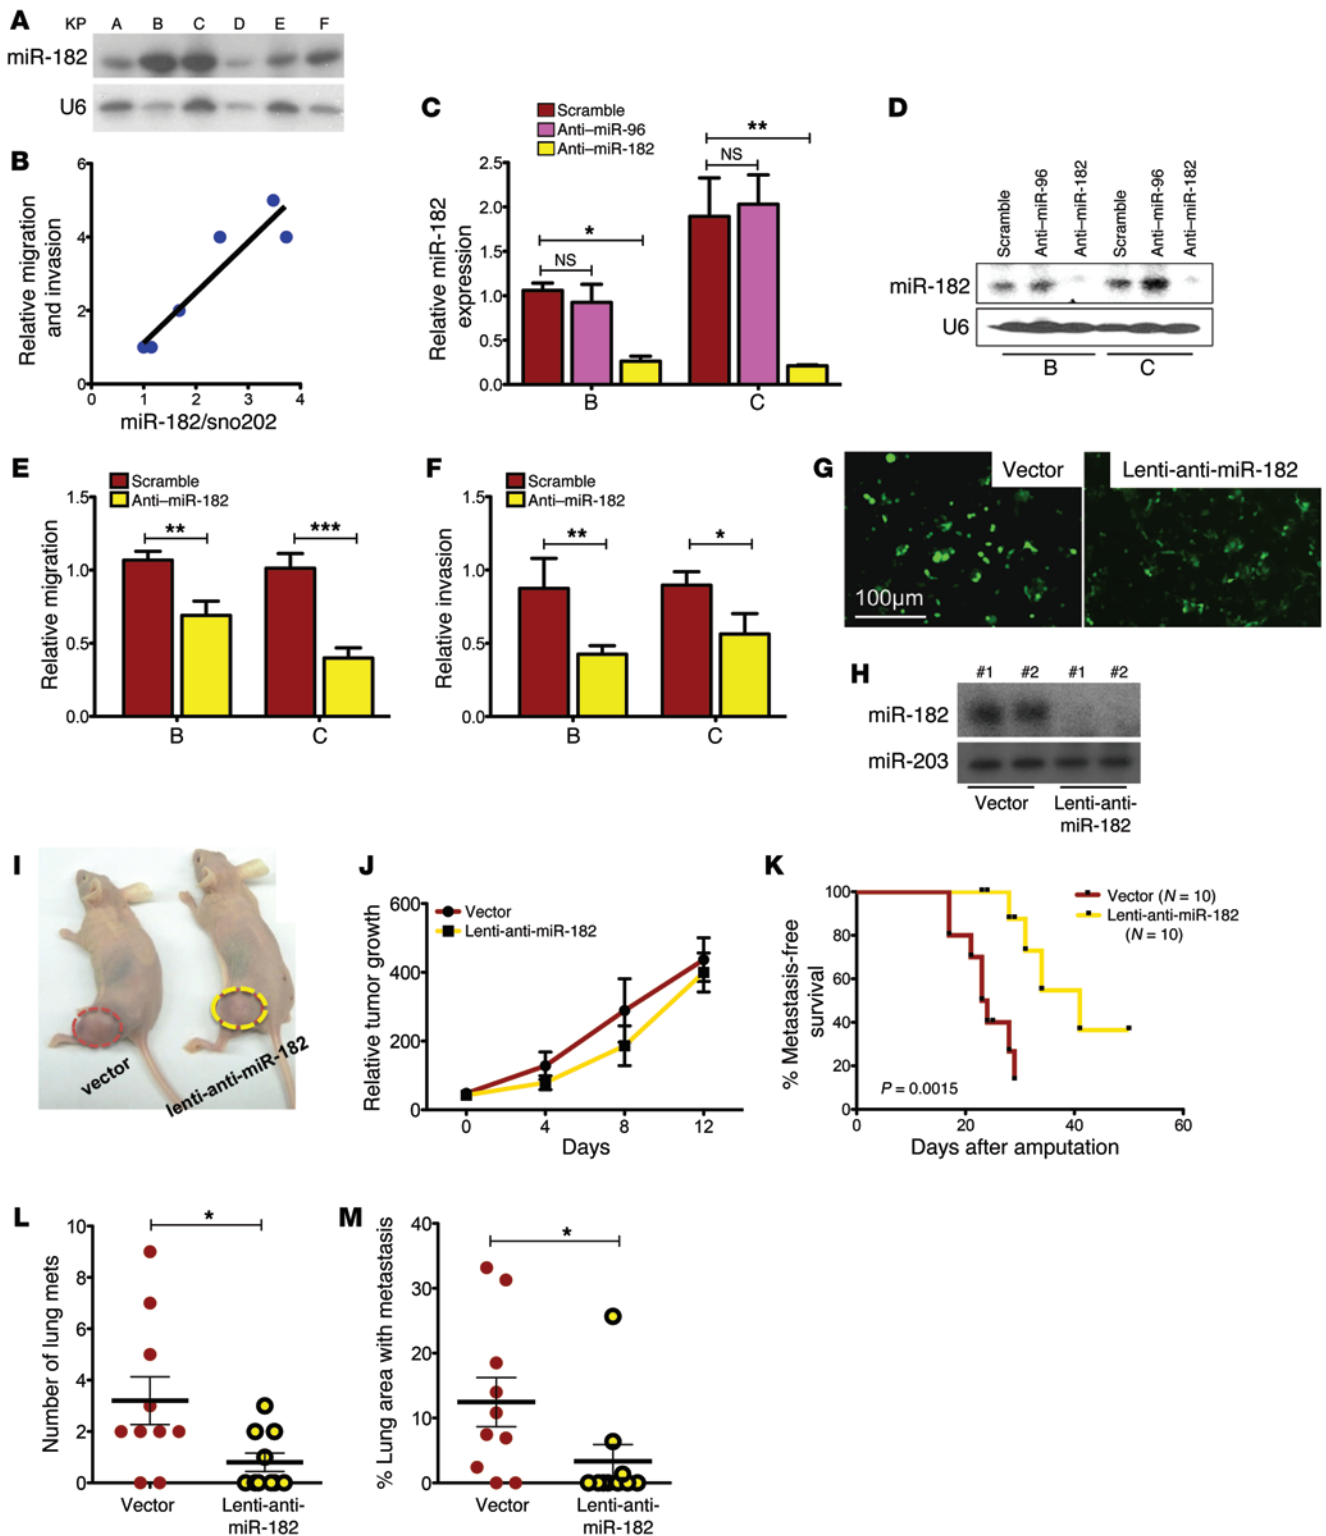 A
KP A B C D E F
miR-182
U6
B
Relative migration
and invasion
6
4
2
0
0 1 2 3 4
miR-182/sno202
C
Scramble
Anti–miR-96
Anti–miR-182
Relative miR-182
expression
2.5
2.0
1.5
1.0
0.5
0.0
*
NS
**
NS
B C
D
Scramble
Anti–miR-96
Anti–miR-182
Scramble
Anti–miR-96
Anti–miR-182
miR-182
U6
B C
E
Scramble
Anti–miR-182
Relative migration
1.5
1.0
0.5
0.0
** ***
B C
F
Scramble
Anti–miR-182
Relative invasion
1.5
1.0
0.5
0.0
** *
B C
G
Vector
Lenti-anti-miR-182
100µm
H
#1 #2 #1 #2
miR-182
miR-203
Vector
Lenti-anti-
miR-182
I
vector
lenti-anti-miR-182
J
Vector
Lenti-anti-miR-182
Relative tumor growth
600
400
200
0
0 4 8 12
Days
K
Vector (N = 10)
Lenti-anti-miR-182
(N = 10)
% Metastasis-free
survival
100
80
60
40
20
0
P = 0.0015
0 20 40 60
Days after amputation
L
*
Number of lung mets
10
8
6
4
2
0
Vector
Lenti-anti-
miR-182
M
*
% Lung area with metastasis
40
30
20
10
0
Vector
Lenti-anti-
miR-182